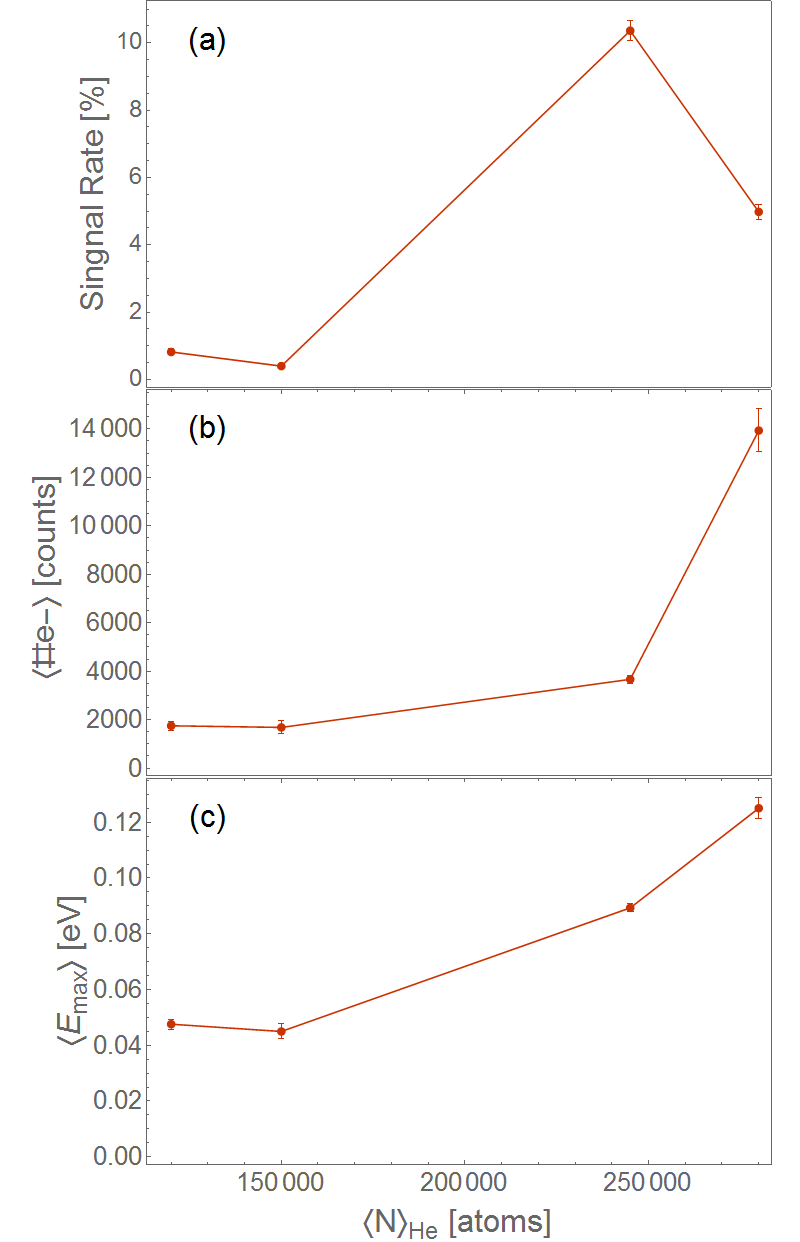 (a)
Singnal Rate [%]
10
8
6
4
2
0
(b)
⟨#e−⟩ [counts]
14 000
12 000
10 000
8000
6000
4000
2000
0
(c)
⟨Emax⟩ [eV]
0.12
0.10
0.08
0.06
0.04
0.02
0.00
150 000 200 000 250 000
⟨N⟩He [atoms]